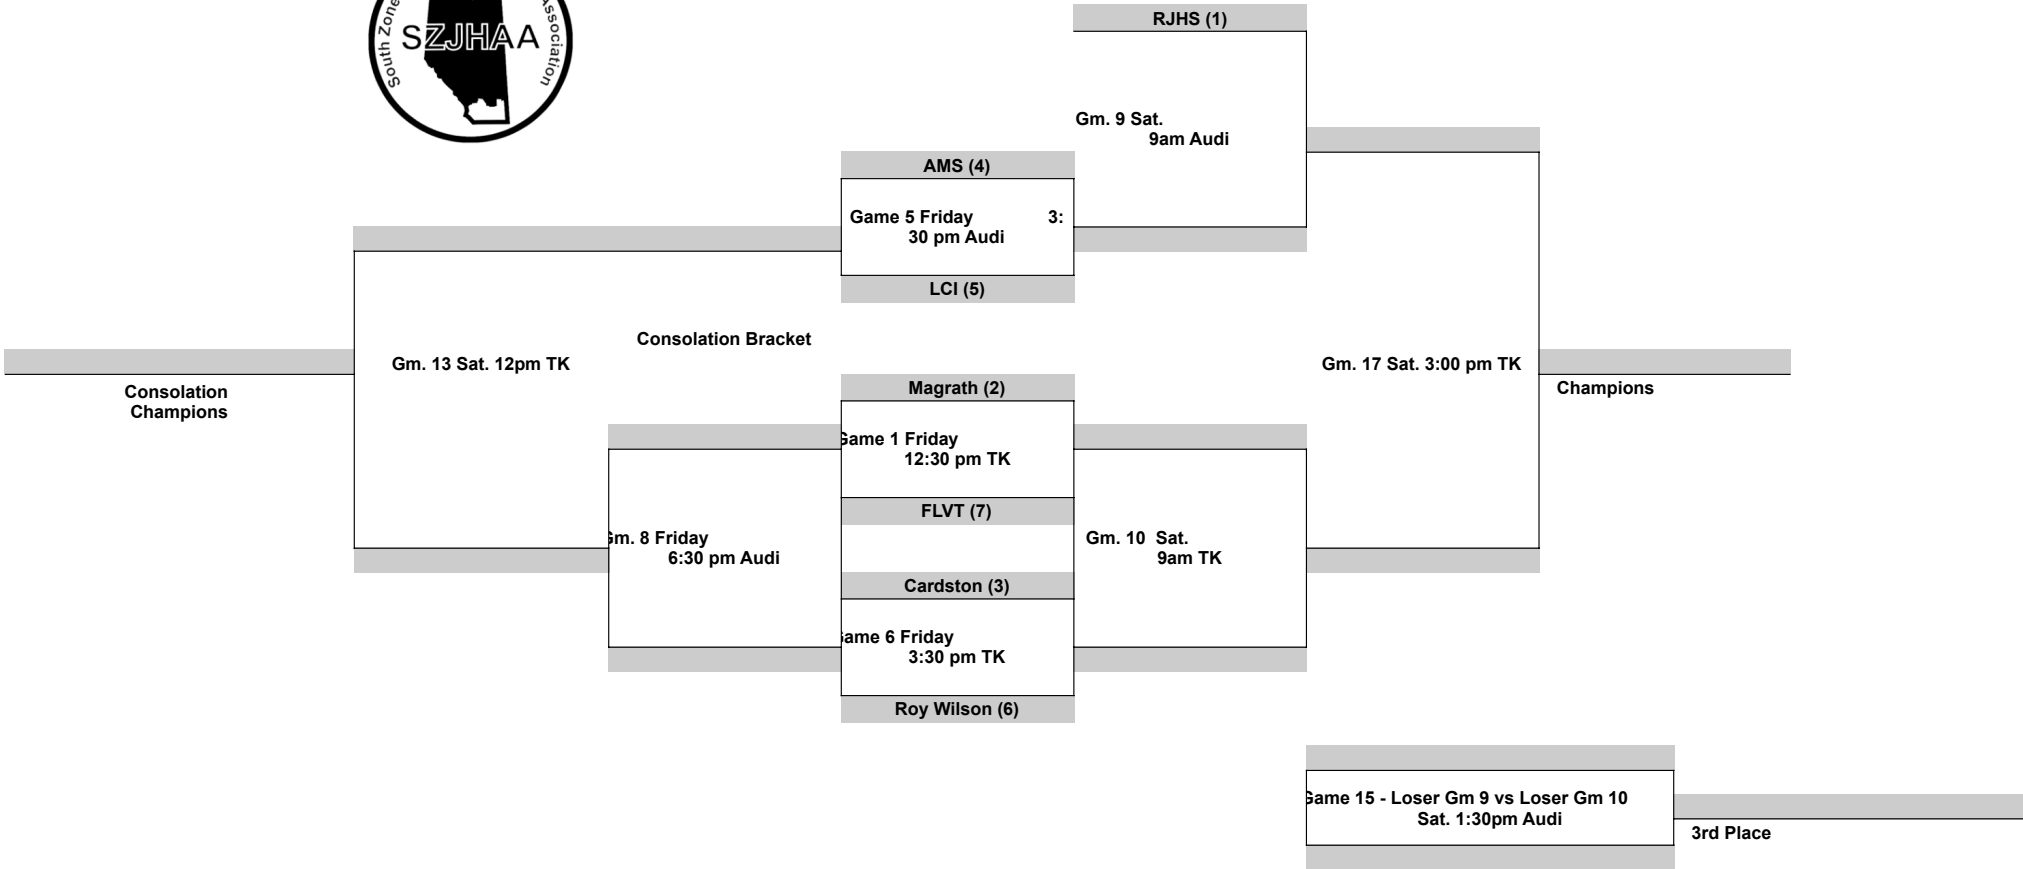 South Zone
SZJHAA
Association
RJHS (1)
Gm. 9 Sat.
9am Audi
AMS (4)
Game 5 Friday 3:
30 pm Audi
LCI (5)
Consolation Bracket
Gm. 13 Sat. 12pm TK
Gm. 17 Sat. 3:00 pm TK
Consolation
Champions
Magrath (2)
Champions
Game 1 Friday
12:30 pm TK
FLVT (7)
Gm. 8 Friday
6:30 pm Audi
Gm. 10 Sat.
9am TK
Cardston (3)
Game 6 Friday
3:30 pm TK
Roy Wilson (6)
Game 15 - Loser Gm 9 vs Loser Gm 10
Sat. 1:30pm Audi
3rd Place